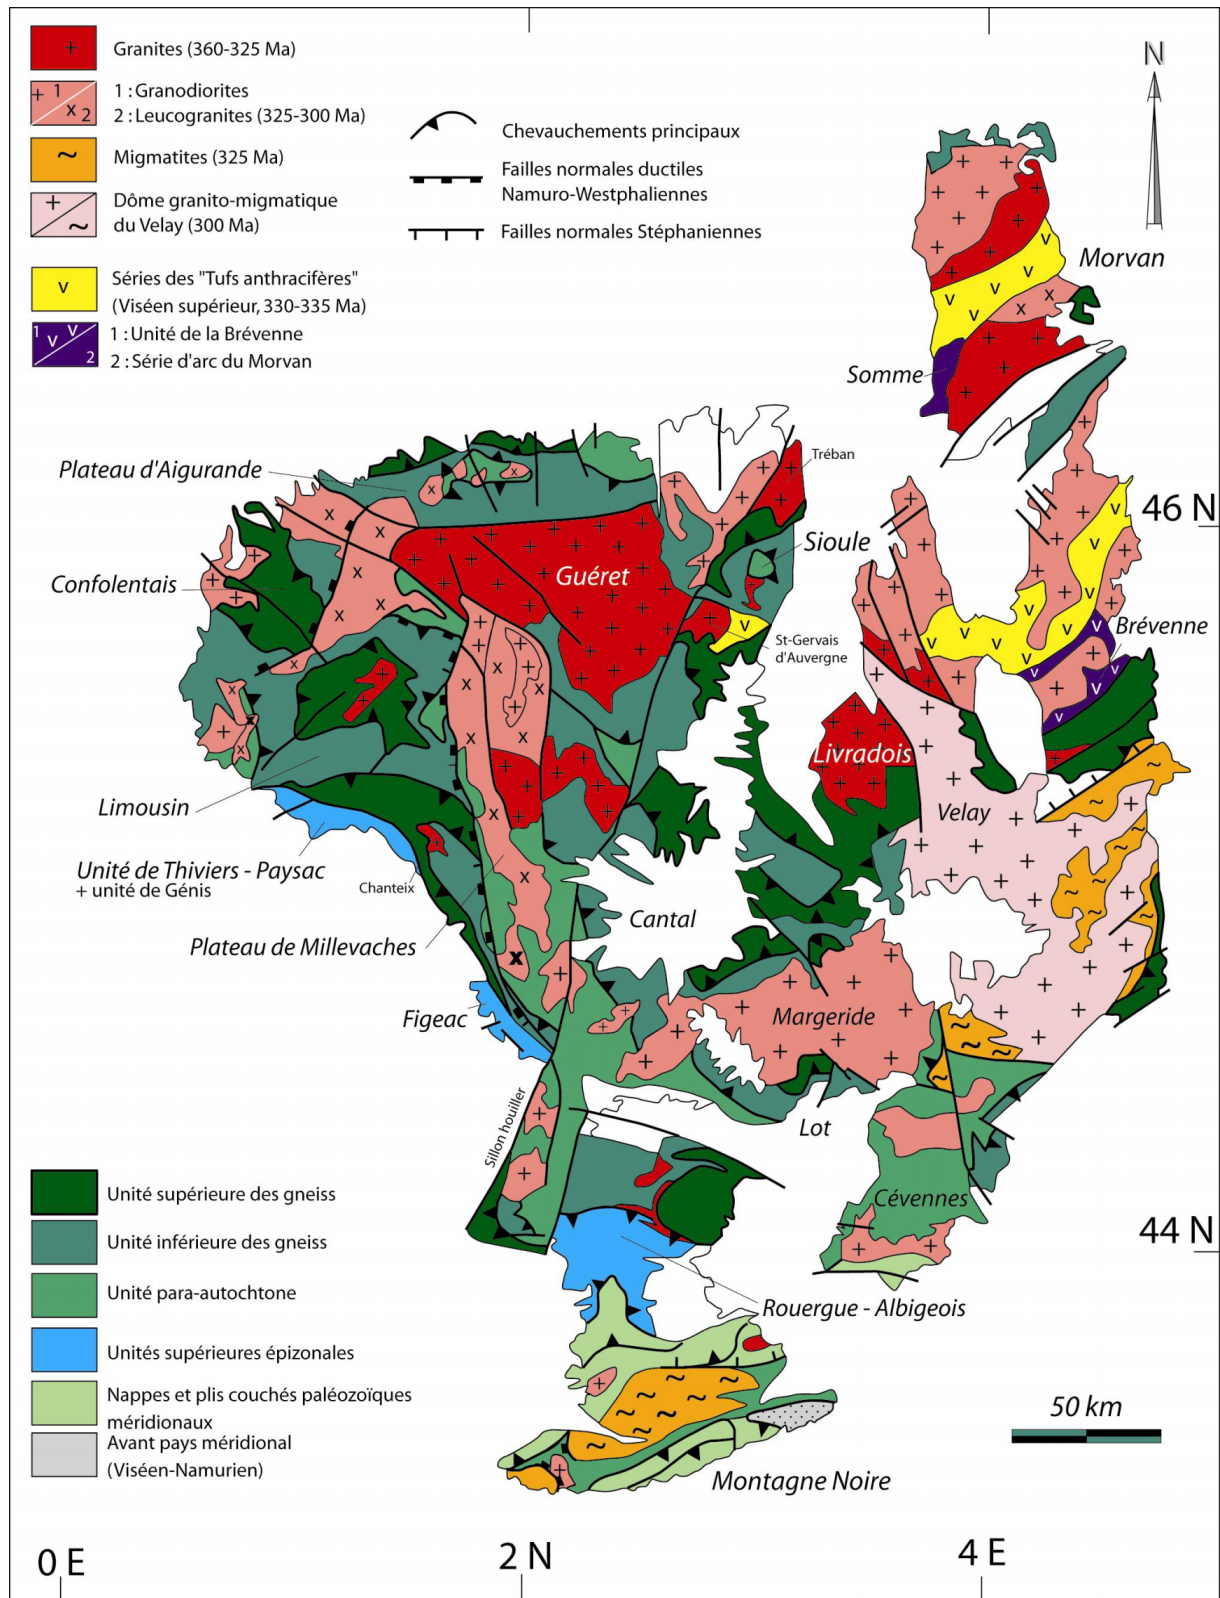 Granites (360-325 Ma)
1 : Granodiorites
2 : Leucogranites (325-300 Ma)
Migmatites (325 Ma)
Dôme granito-migmatique
du Velay (300 Ma)
Séries des "Tufs anthracifères"
(Viséen supérieur, 330-335 Ma)
1 : Unité de la Brévenne
2 : Série d'arc du Morvan
Chevauchements principaux
Failles normales ductiles
Namuro-Westphaliennes
Failles normales Stéphaniennes
N
Morvan
Somme
Plateau d'Aigurande
Tréban
46 N
Sioule
Confolentais
Guéret
St-Gervais
d'Auvergne
Brévenne
Livradois
Limousin
Velay
Unité de Thiviers - Paysac
+ unité de Génis
Chanteix
Cantal
Plateau de Millevaches
Figeac
Margeride
Sillon houiller
Lot
Cévennes
44 N
Rouergue - Albigeois
Unité supérieure des gneiss
Unité inférieure des gneiss
Unité para-autochtone
Unités supérieures épizonales
Nappes et plis couchés paléozoïques
méridionaux
Avant pays méridional
(Viséen-Namurien)
50 km
Montagne Noire
0 E
2 N
4 E